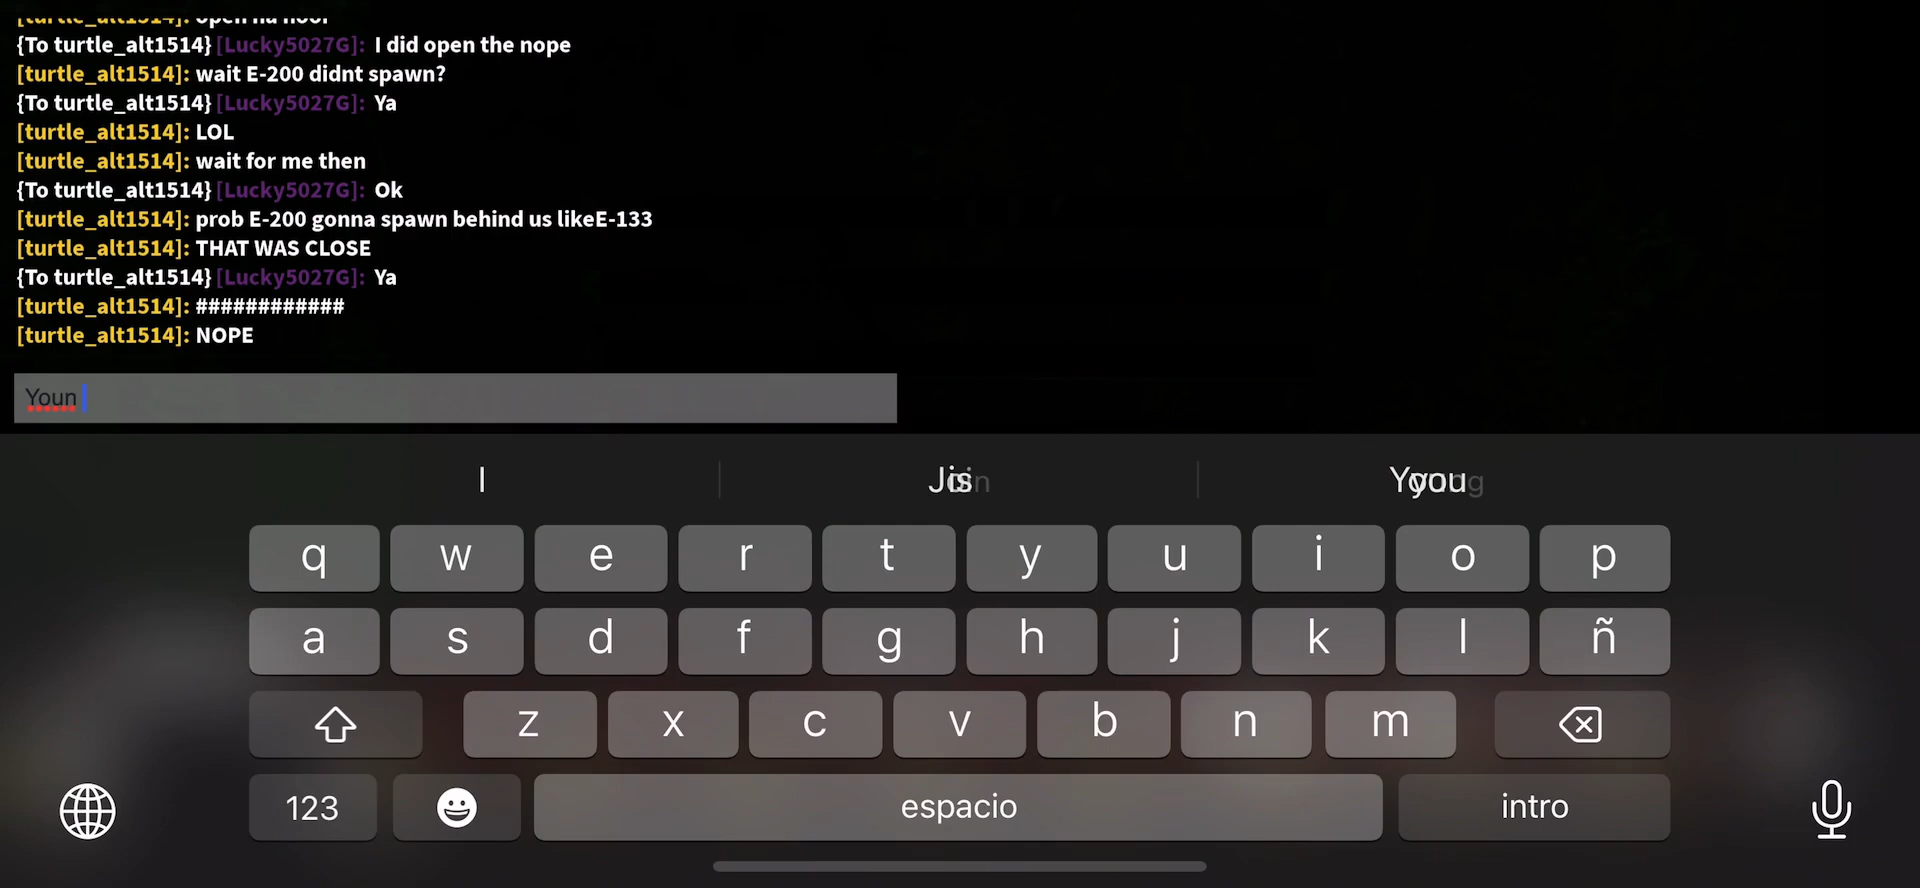 {To turtle_alt1514} [Lucky5027G]: I did open the nope
[turtle_alt1514]: wait E-200 didnt spawn?
{To turtle_alt1514} [Lucky5027G]: Ya
[turtle_alt1514]: LOL
[turtle_alt1514]: wait for me then
{To turtle_alt1514} [Lucky5027G]: Ok
[turtle_alt1514]: prob E-200 gonna spawn behind us likeE-133
[turtle_alt1514]: THAT WAS CLOSE
{To turtle_alt1514} [Lucky5027G]: Ya
[turtle_alt1514]: ############
[turtle_alt1514]: NOPE
Youn
I
q w e r t y u i o p
a s d f g h j k l ñ
z x c v b n m
123 espacio intro